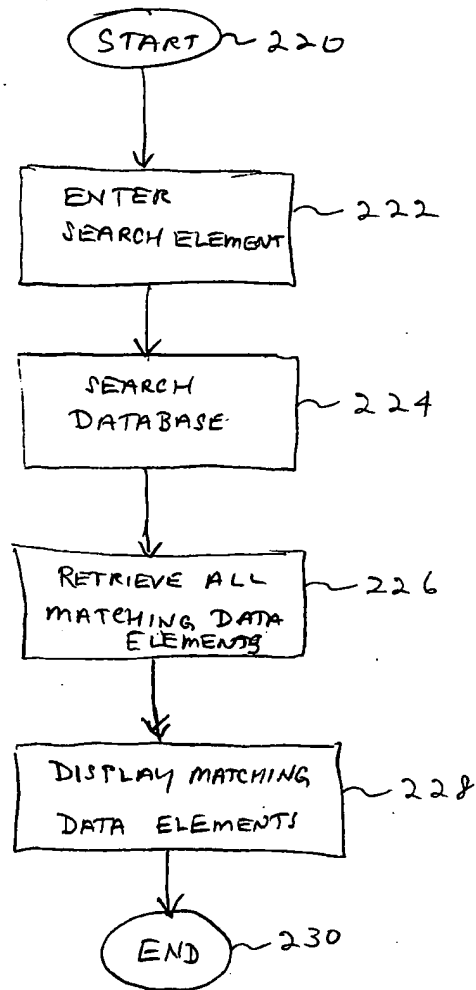 START 220
ENTER
SEARCH ELEMENT
222
SEARCH
DATABASE
224
RETRIEVE ALL
MATCHING DATA
ELEMENTS
226
DISPLAY MATCHING
DATA ELEMENTS
228
END 230